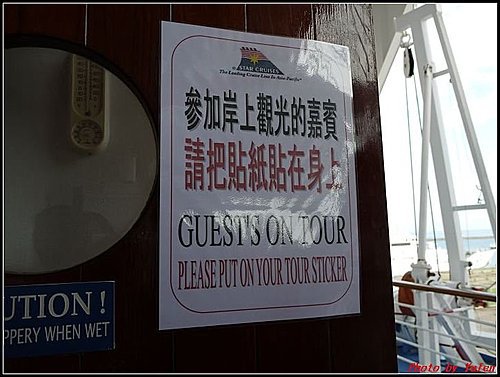 STAR CRUISES
The Leading Cruise Line In Asia-Pacific
參加岸上觀光的嘉賓
請把貼紙貼在身上
GUEST'S ON TOUR
PLEASE PUT ON YOUR TOUR STICKER
UTION !
PPERY WHEN WET
Photo by